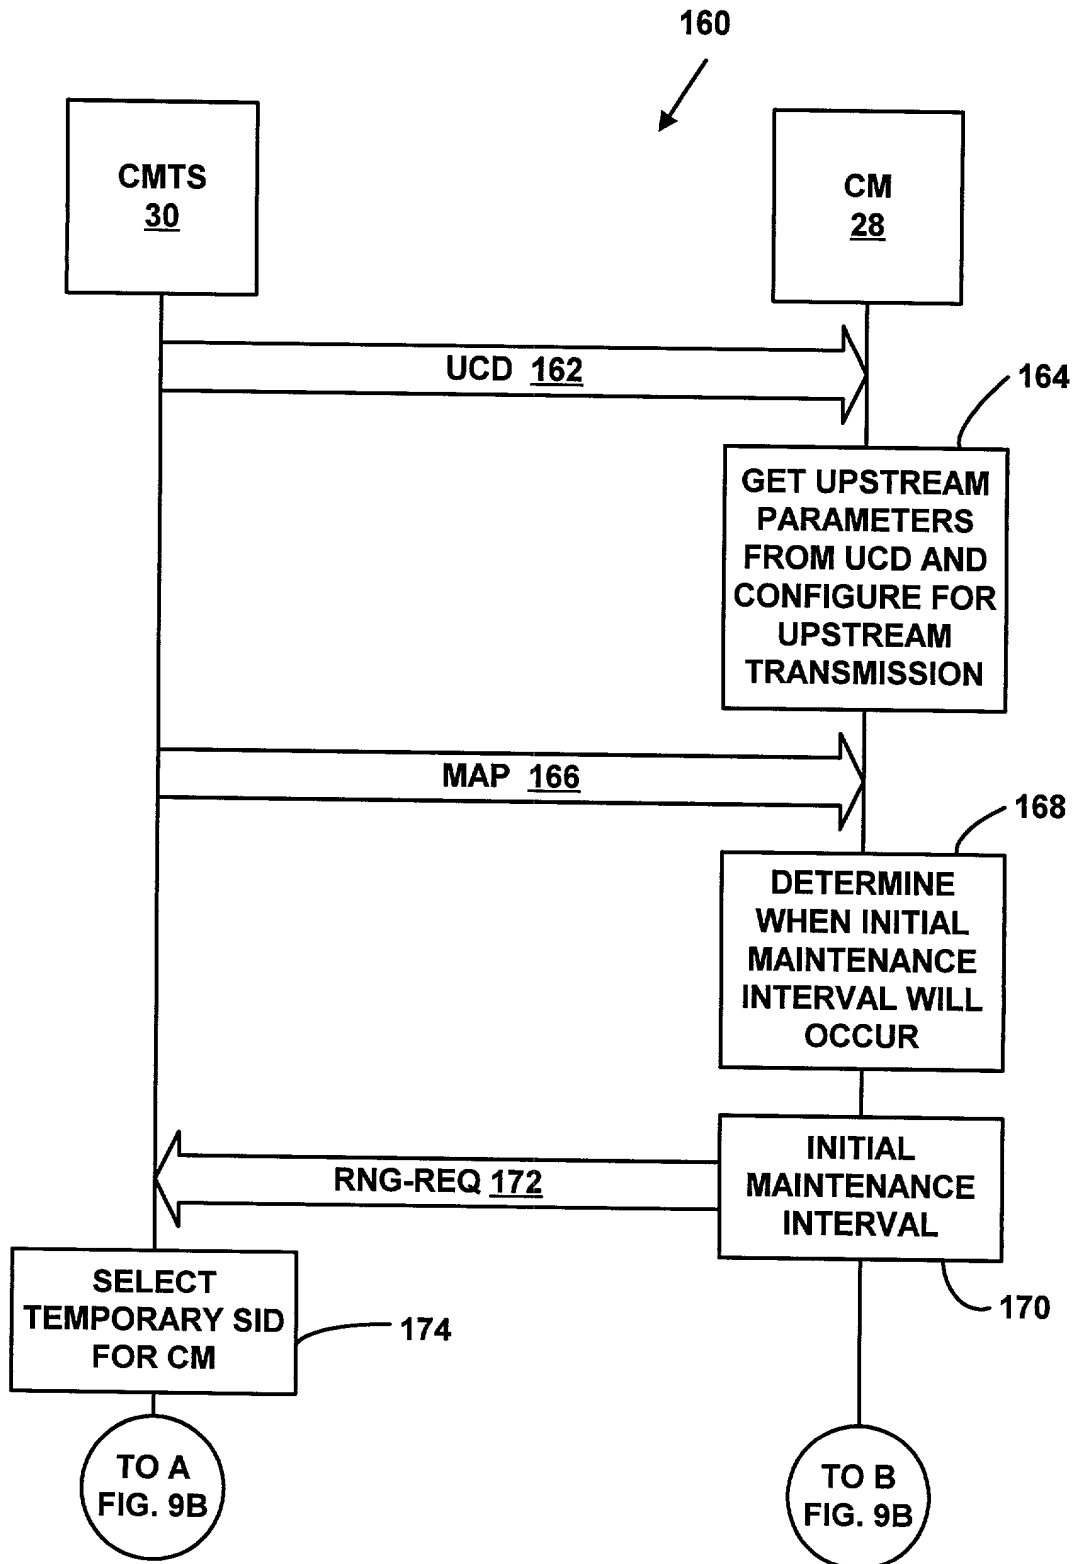 160
CMTS
30
CM
28
UCD 162
164
GET UPSTREAM
PARAMETERS
FROM UCD AND
CONFIGURE FOR
UPSTREAM
TRANSMISSION
MAP 166
168
DETERMINE
WHEN INITIAL
MAINTENANCE
INTERVAL WILL
OCCUR
RNG-REQ 172
INITIAL
MAINTENANCE
INTERVAL
170
SELECT
TEMPORARY SID
FOR CM
174
TO A
FIG. 9B
TO B
FIG. 9B